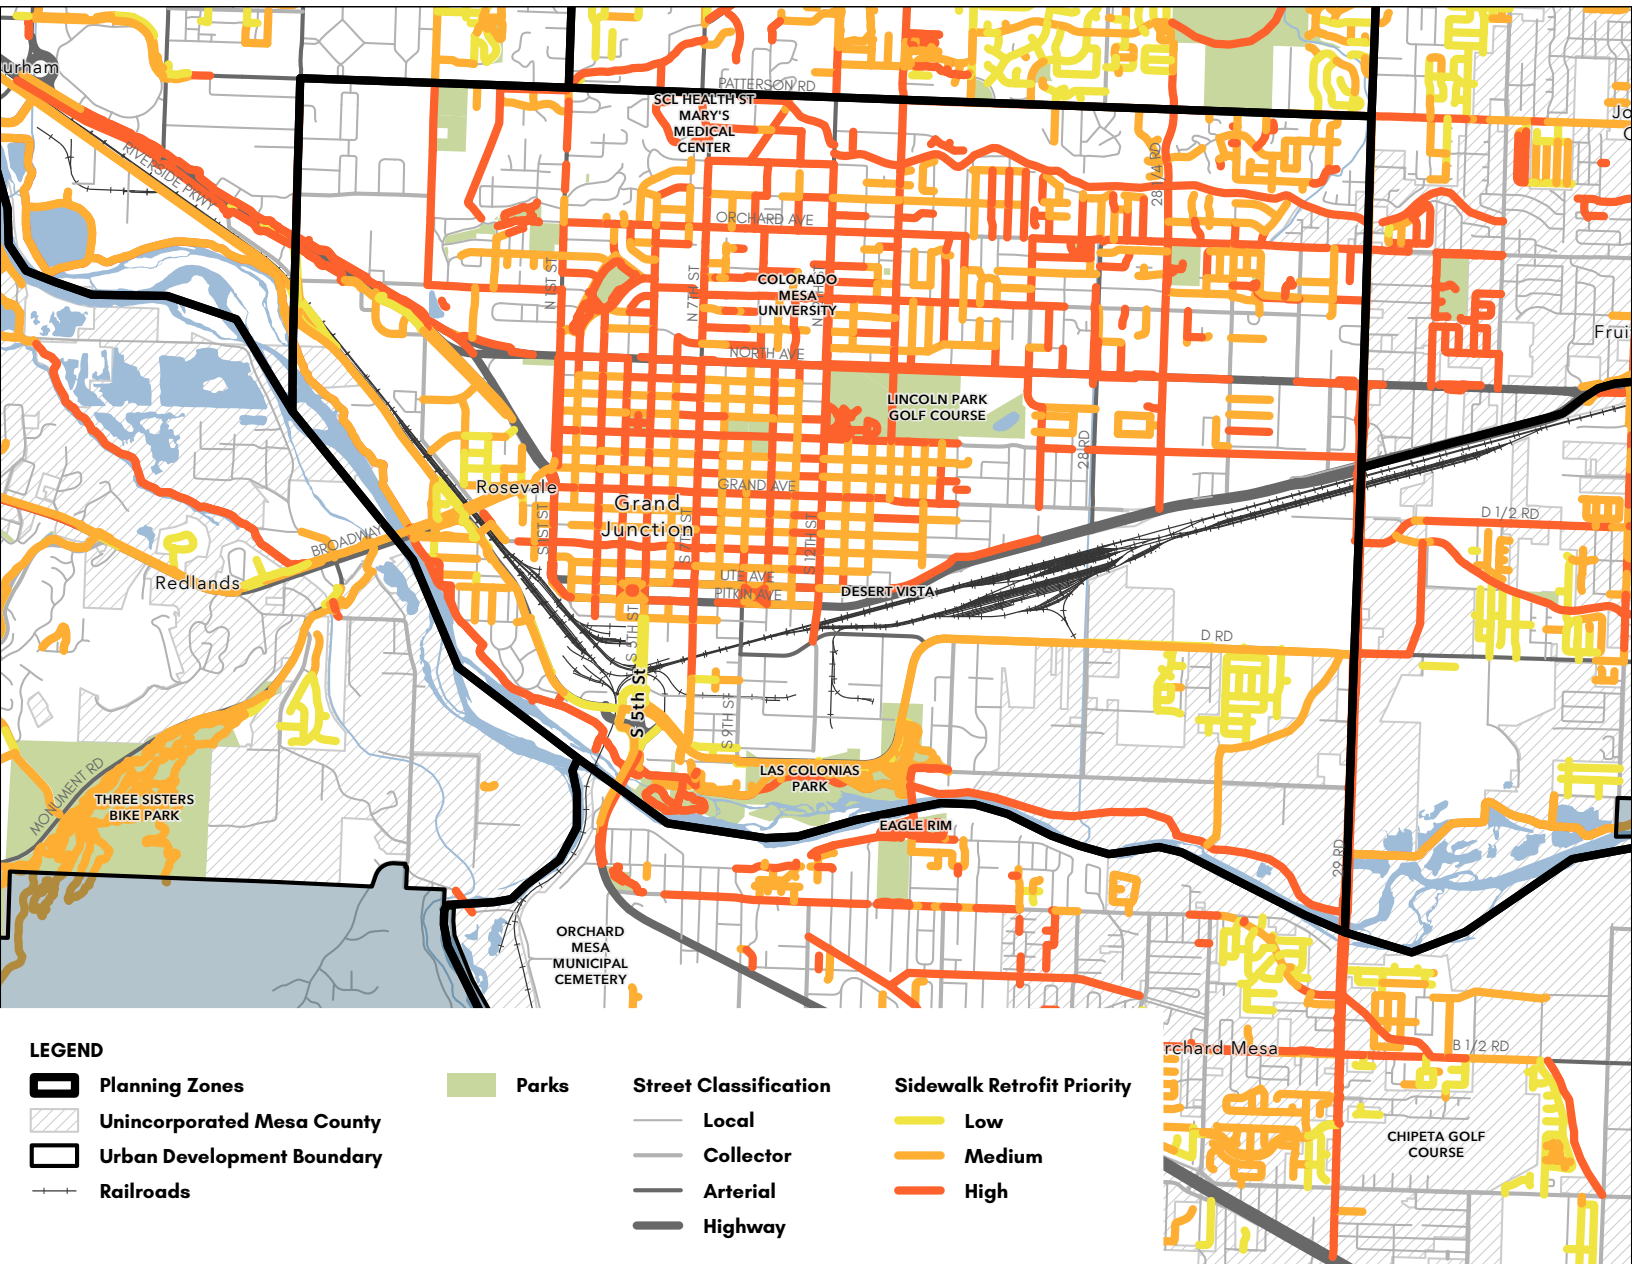 urham
PATTERSON RD
SCL HEALTH ST
MARY'S
MEDICAL
CENTER
Jo
RIVERSIDE PKWY
28 1/4 RD
ORCHARD AVE
N 1ST ST
N 7TH ST
COLORADO
MESA
UNIVERSITY
NORTH AVE
Frui
LINCOLN PARK
GOLF COURSE
28 RD
Rosevale
GRAND AVE
Grand
Junction
S 1ST ST
S 7TH ST
S 12TH ST
D 1/2 RD
BROADWAY
Redlands
UTE AVE
PITKIN AVE
DESERT VISTA
S 5TH ST
D RD
S 5th St
S 9TH ST
MONUMENT RD
THREE SISTERS
BIKE PARK
LAS COLONIAS
PARK
EAGLE RIM
29 RD
ORCHARD
MESA
MUNICIPAL
CEMETERY
rchard Mesa
B 1/2 RD
CHIPETA GOLF
COURSE
LEGEND
Planning Zones
Unincorporated Mesa County
Urban Development Boundary
Railroads
Parks
Street Classification
Local
Collector
Arterial
Highway
Sidewalk Retrofit Priority
Low
Medium
High